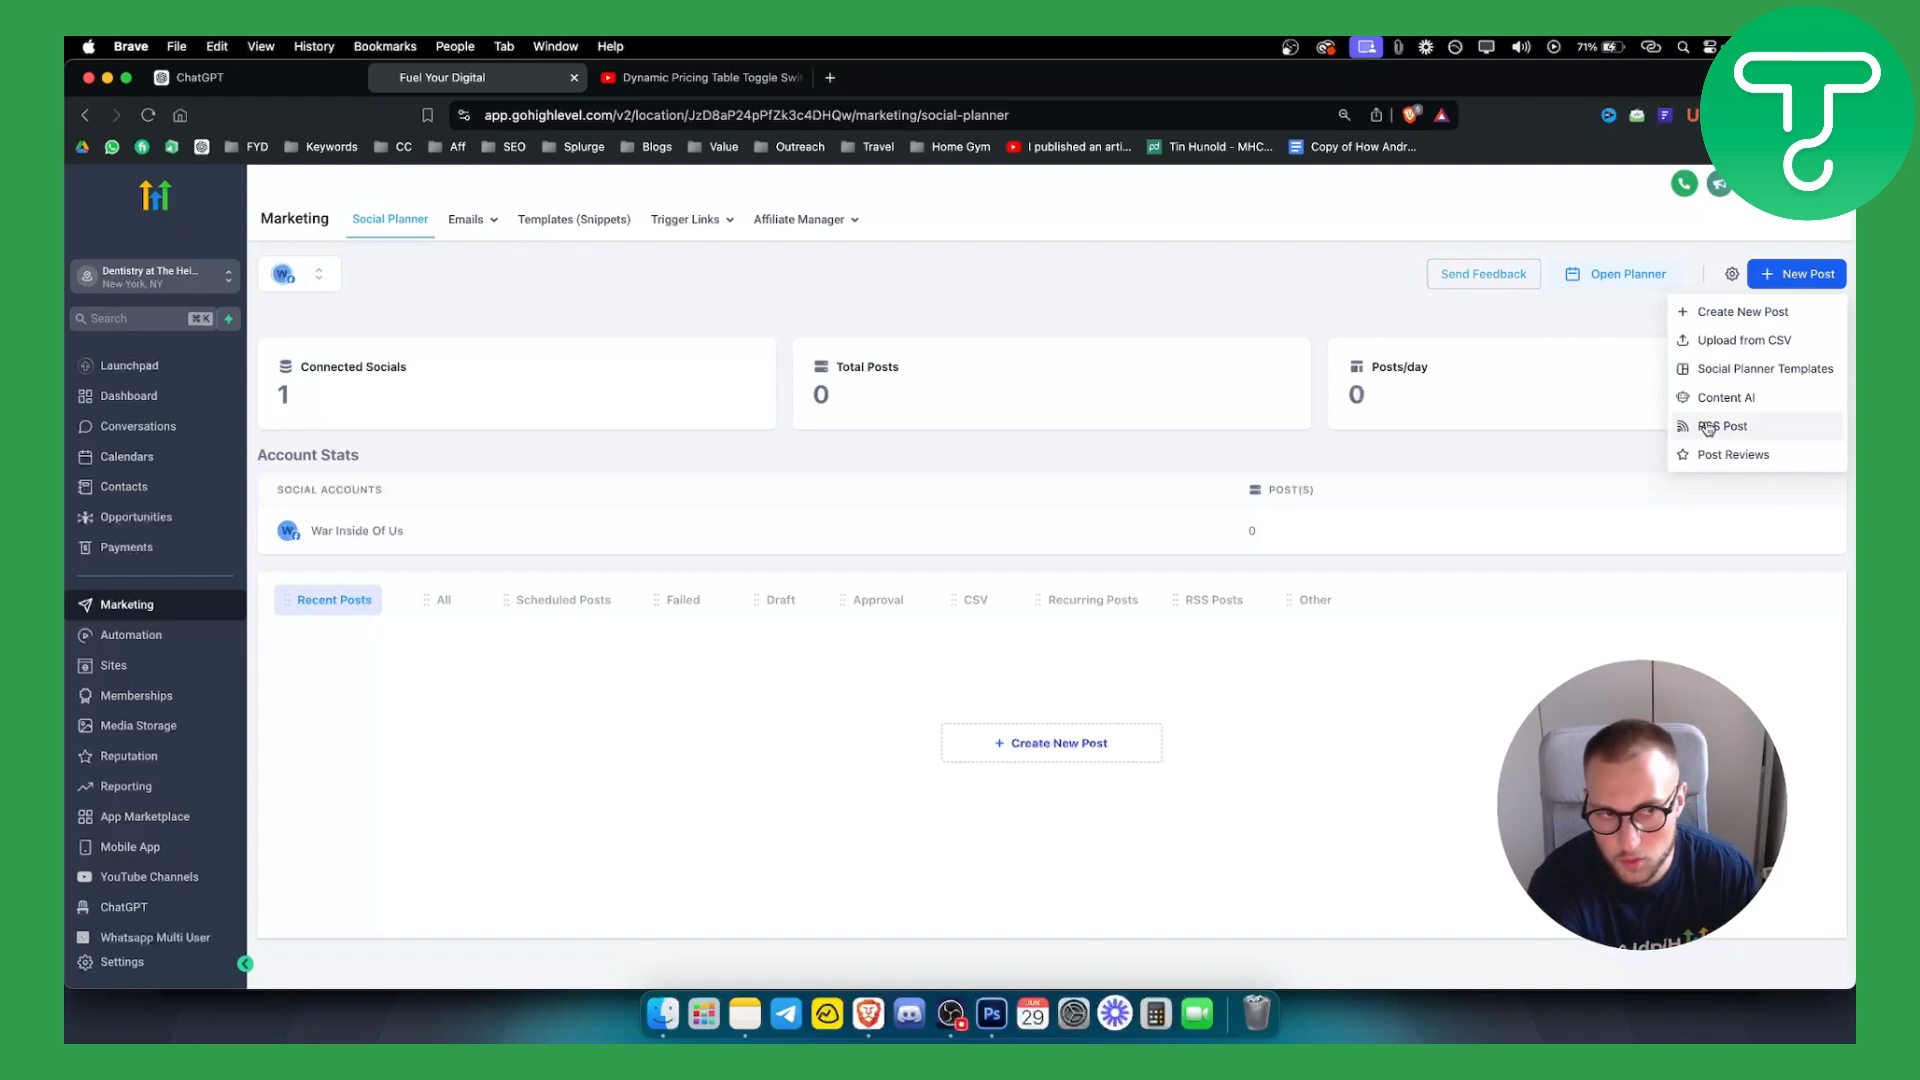 Brave File Edit View History Bookmarks People Tab Window Help
71%
ChatGPT Fuel Your Digital Dynamic Pricing Table Toggle Swit
app.gohighlevel.com/v2/location/JzD8aP24pPfZk3c4DHQw/marketing/social-planner
FYD Keywords CC Aff SEO Splurge Blogs Value Outreach Travel Home Gym I published an arti... Tin Hunold - MHC... Copy of How Andr...
Marketing Social Planner Emails Templates (Snippets) Trigger Links Affiliate Manager
Dentistry at The Hei...
New York, NY
Search ⌘ K
Send Feedback Open Planner + New Post
+ Create New Post
Upload from CSV
Social Planner Templates
Content AI
RSS Post
Post Reviews
Launchpad
Dashboard
Conversations
Calendars
Contacts
Opportunities
Payments
Marketing
Automation
Sites
Memberships
Media Storage
Reputation
Reporting
App Marketplace
Mobile App
YouTube Channels
ChatGPT
Whatsapp Multi User
Settings
Connected Socials
1
Total Posts
0
Posts/day
0
Account Stats
SOCIAL ACCOUNTS POST(S)
War Inside Of Us 0
Recent Posts All Scheduled Posts Failed Draft Approval CSV Recurring Posts RSS Posts Other
+ Create New Post
Ps
JUN
29